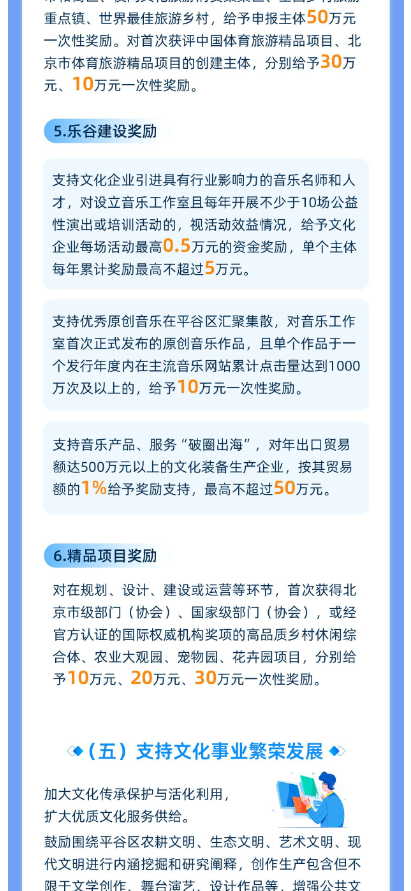 重点镇、世界最佳旅游乡村，给予申报主体50万元
一次性奖励。对首次获评中国体育旅游精品项目、北
京市体育旅游精品项目的创建主体，分别给予30万
元、10万元一次性奖励。
5.乐谷建设奖励
支持文化企业引进具有行业影响力的音乐名师和人
才，对设立音乐工作室且每年开展不少于10场公益
性演出或培训活动的，视活动效益情况，给予文化
企业每场活动最高0.5万元的资金奖励，单个主体
每年累计奖励最高不超过5万元。
支持优秀原创音乐在平谷区汇聚集散，对音乐工作
室首次正式发布的原创音乐作品，且单个作品于一
个发行年度内在主流音乐网站累计点击量达到1000
万次及以上的，给予10万元一次性奖励。
支持音乐产品、服务“破圈出海”，对年出口贸易
额达500万元以上的文化装备生产企业，按其贸易
额的1%给予奖励支持，最高不超过50万元。
6.精品项目奖励
对在规划、设计、建设或运营等环节，首次获得北
京市级部门（协会）、国家级部门（协会），或经
官方认证的国际权威机构奖项的高品质乡村休闲综
合体、农业大观园、宠物园、花卉园项目，分别给
予10万元、20万元、30万元一次性奖励。
（五）支持文化事业繁荣发展
加大文化传承保护与活化利用，
扩大优质文化服务供给。
鼓励围绕平谷区农耕文明、生态文明、艺术文明、现
代文明进行内涵挖掘和研究阐释，创作生产包含但不
限于文学创作、舞台演艺、设计作品等，增强公共文